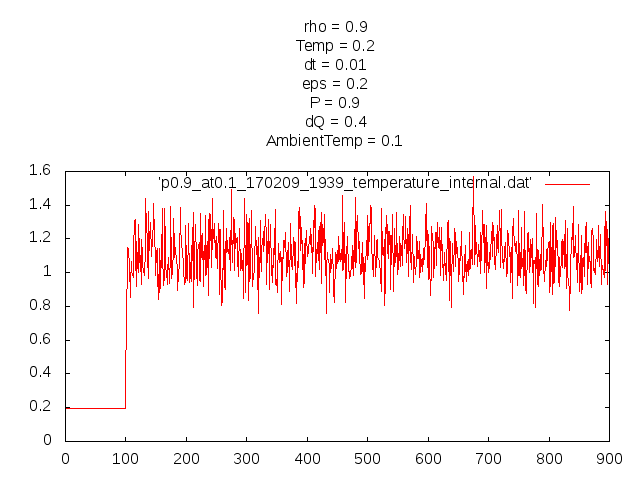 rho = 0.9
Temp = 0.2
dt = 0.01
eps = 0.2
P = 0.9
dQ = 0.4
AmbientTemp = 0.1
'p0.9_at0.1_170209_1939_temperature_internal.dat'
1.6
1.4
1.2
1
0.8
0.6
0.4
0.2
0
0 100 200 300 400 500 600 700 800 900